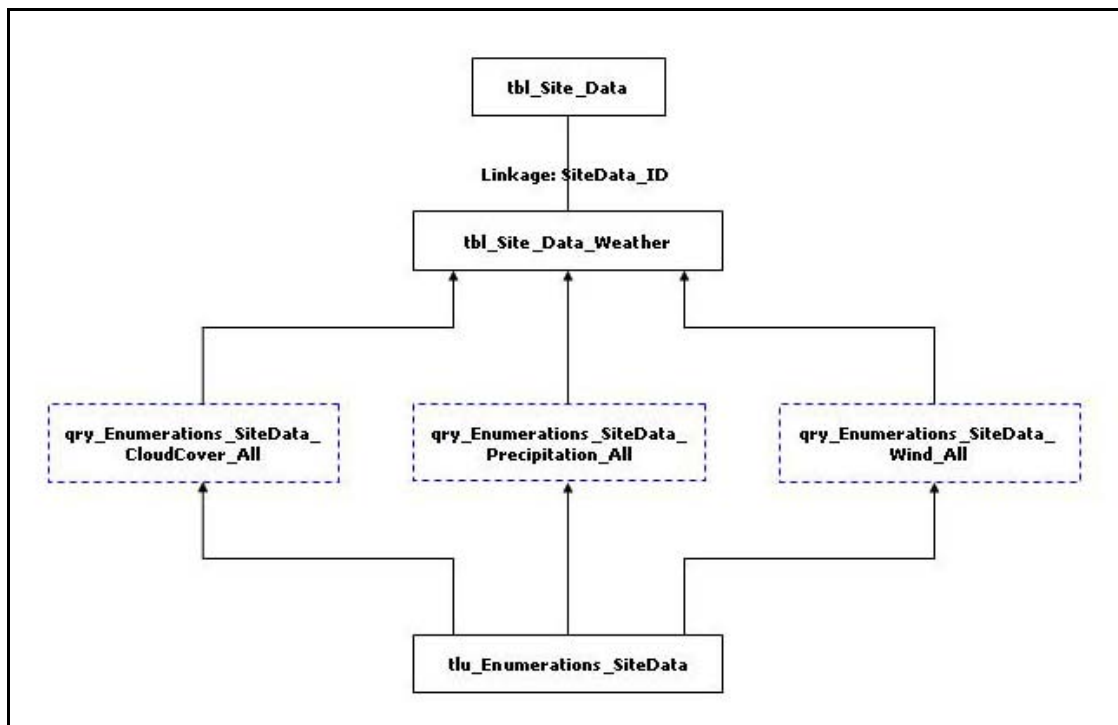 tbl_Site_Data
Linkage: SiteData_ID
tbl_Site_Data_Weather
qry_Enumerations_SiteData_
CloudCover_All
qry_Enumerations_SiteData_
Precipitation_All
qry_Enumerations_SiteData_
Wind_All
tlu_Enumerations_SiteData